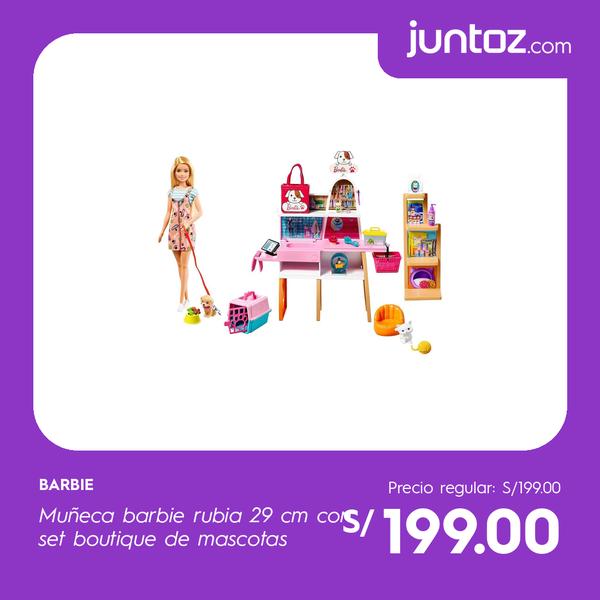 juntoz.com
BARBIE
Precio regular: S/199.00
Muñeca barbie rubia 29 cm con
set boutique de mascotas
S/ 199.00